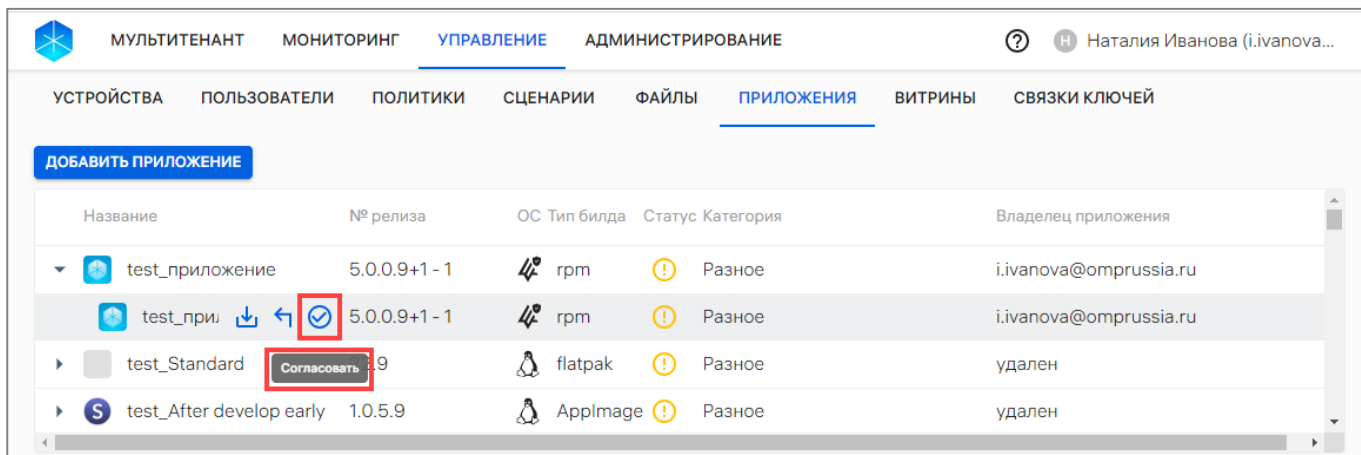 МУЛЬТИТЕНАНТ МОНИТОРИНГ УПРАВЛЕНИЕ АДМИНИСТРИРОВАНИЕ ? Н Наталия Иванова (i.ivanova...
УСТРОЙСТВА ПОЛЬЗОВАТЕЛИ ПОЛИТИКИ СЦЕНАРИИ ФАЙЛЫ ПРИЛОЖЕНИЯ ВИТРИНЫ СВЯЗКИ КЛЮЧЕЙ
ДОБАВИТЬ ПРИЛОЖЕНИЕ
Название № релиза ОС Тип билда Статус Категория Владелец приложения
test_приложение 5.0.0.9+1 - 1 rpm Разное i.ivanova@omprussia.ru
test_прил 5.0.0.9+1 - 1 rpm Разное i.ivanova@omprussia.ru
test_Standard .9 flatpak Разное удален
Согласовать
S test_After develop early 1.0.5.9 AppImage Разное удален